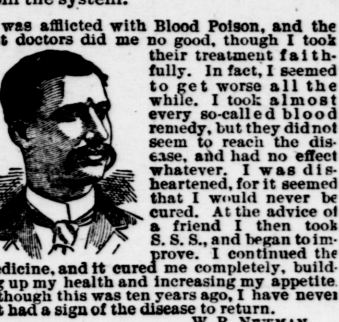 the system.
was afflicted with Blood Poison, and the
doctors did me no good, though I took
their treatment faith-
fully. In fact, I seemed
to get worse all the
while. I took almost
every so-called blood
remedy, but they did not
seem to reach the dis-
ease, and had no effect
whatever. I was dis-
heartened, for it seemed
that I would never be
cured. At the advice of
a friend I then took
S. S. S., and began to im-
prove. I continued the
edicine, and it cured me completely, build-
g up my health and increasing my appetite
though this was ten years ago, I have never
t had a sign of the disease to return.
W. R. NEWMAN